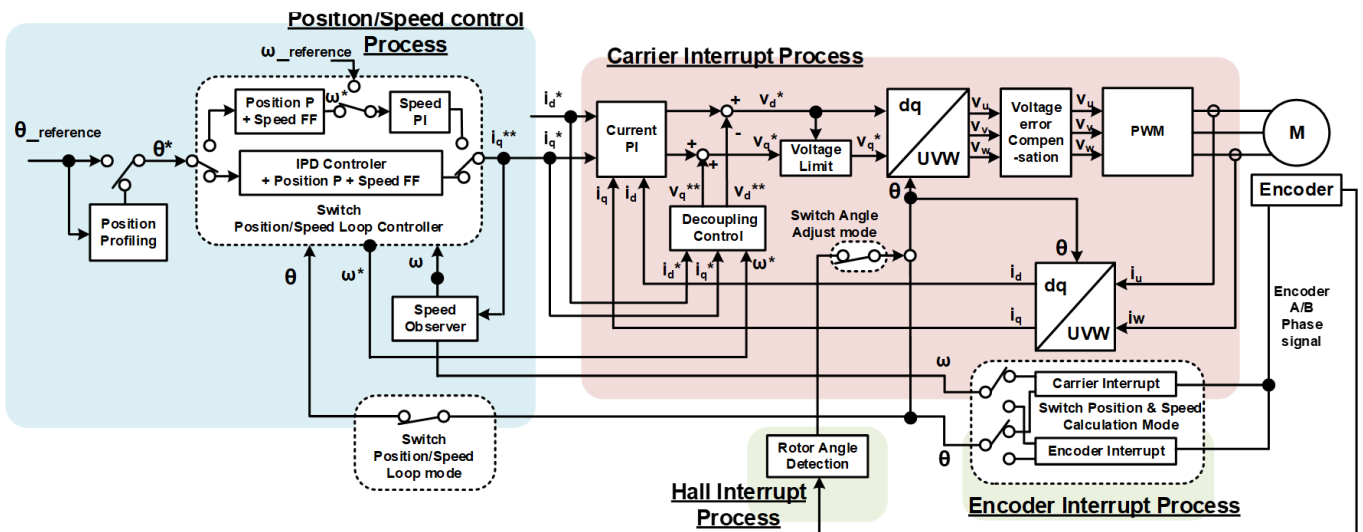 Position/Speed control
Process
ω_reference
Carrier Interrupt Process
θ_reference
θ*
Position P
+ Speed FF
ω*
Speed
PI
IPD Controler
+ Position P + Speed FF
Switch
Position/Speed Loop Controller
Position
Profiling
iq**
id*
iq*
Current
PI
iq
id
+
-
+
+
vd*
vq*
Voltage
Limit
vq*
vq**
vd**
Decoupling
Control
id*
iq*
ω*
dq
UVW
θ
vu
vv
vw
Voltage
error
Compen
-sation
vu
vv
vw
PWM
M
Encoder
Switch Angle
Adjust mode
θ
ω*
ω
Speed
Observer
θ
id
iq
dq
UVW
iu
iw
Encoder
A/B
Phase
signal
ω
θ
Carrier Interrupt
Switch Position & Speed
Calculation Mode
Encoder Interrupt
Switch
Position/Speed
Loop mode
Rotor Angle
Detection
Hall Interrupt
Process
Encoder Interrupt Process